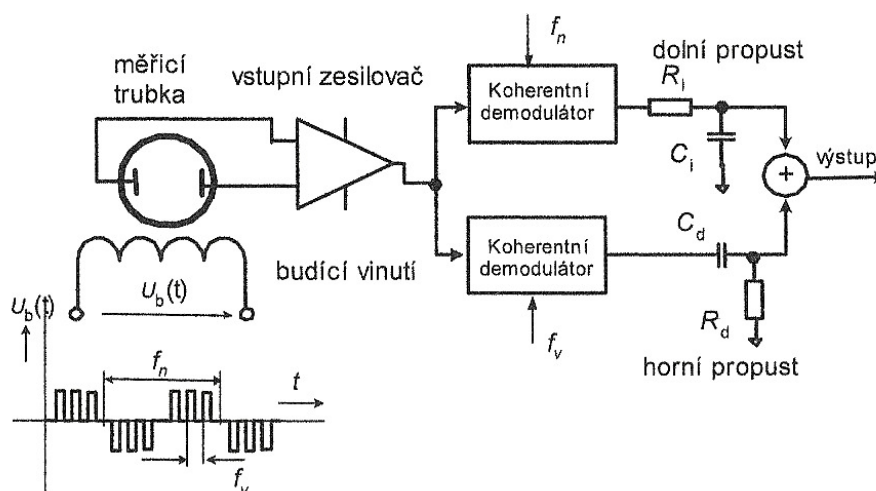 f_n
měřicí
trubka
vstupní zesilovač
dolní propust
Koherentní
demodulátor
R_i
C_i
výstup
+
Koherentní
demodulátor
C_d
R_d
budící vinutí
u_b(t)
u_b(t)
f_v
horní propust
f_n
t
f_v